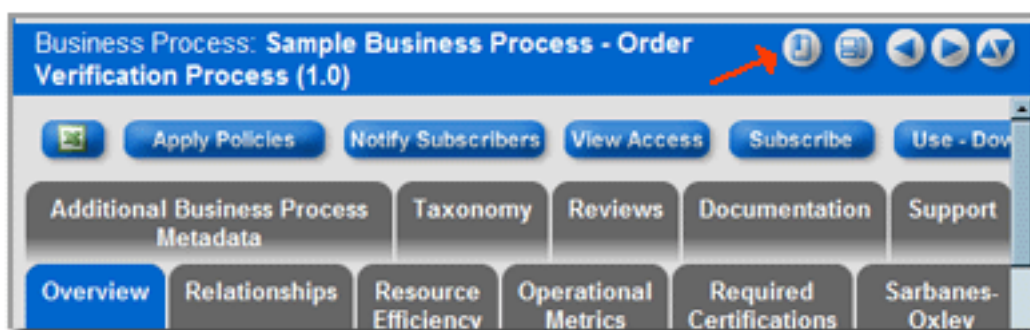 Business Process: Sample Business Process - Order
Verification Process (1.0)
Apply Policies Notify Subscribers View Access Subscribe Use - Dow
Additional Business Process Taxonomy Reviews Documentation Support
Metadata
Overview Relationships Resource Operational Required Sarbanes-
Efficiency Metrics Certifications Oxley